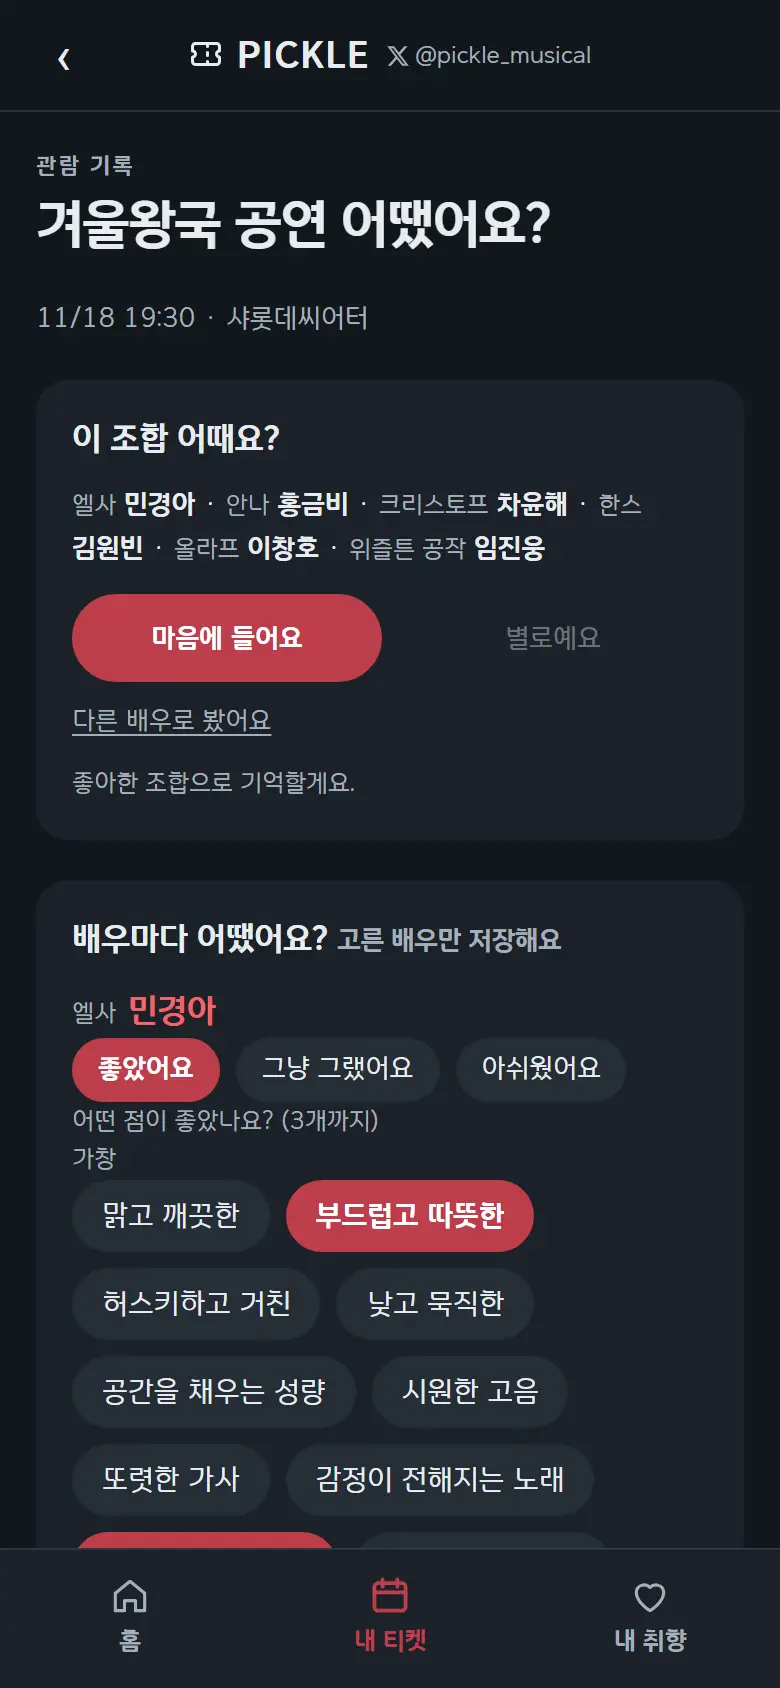 ‹ PICKLE 𝕏 @pickle_musical
관람 기록
겨울왕국 공연 어땠어요?
11/18 19:30 · 샤롯데씨어터
이 조합 어때요?
엘사 민경아 · 안나 홍금비 · 크리스토프 차윤해 · 한스
김원빈 · 올라프 이창호 · 위즐튼 공작 임진웅
마음에 들어요 별로예요
다른 배우로 봤어요
좋아한 조합으로 기억할게요.
배우마다 어땠어요? 고른 배우만 저장해요
엘사 민경아
좋았어요 그냥 그랬어요 아쉬웠어요
어떤 점이 좋았나요? (3개까지)
가창
맑고 깨끗한 부드럽고 따뜻한
허스키하고 거친 낮고 묵직한
공간을 채우는 성량 시원한 고음
또렷한 가사 감정이 전해지는 노래
홈 내 티켓 내 취향